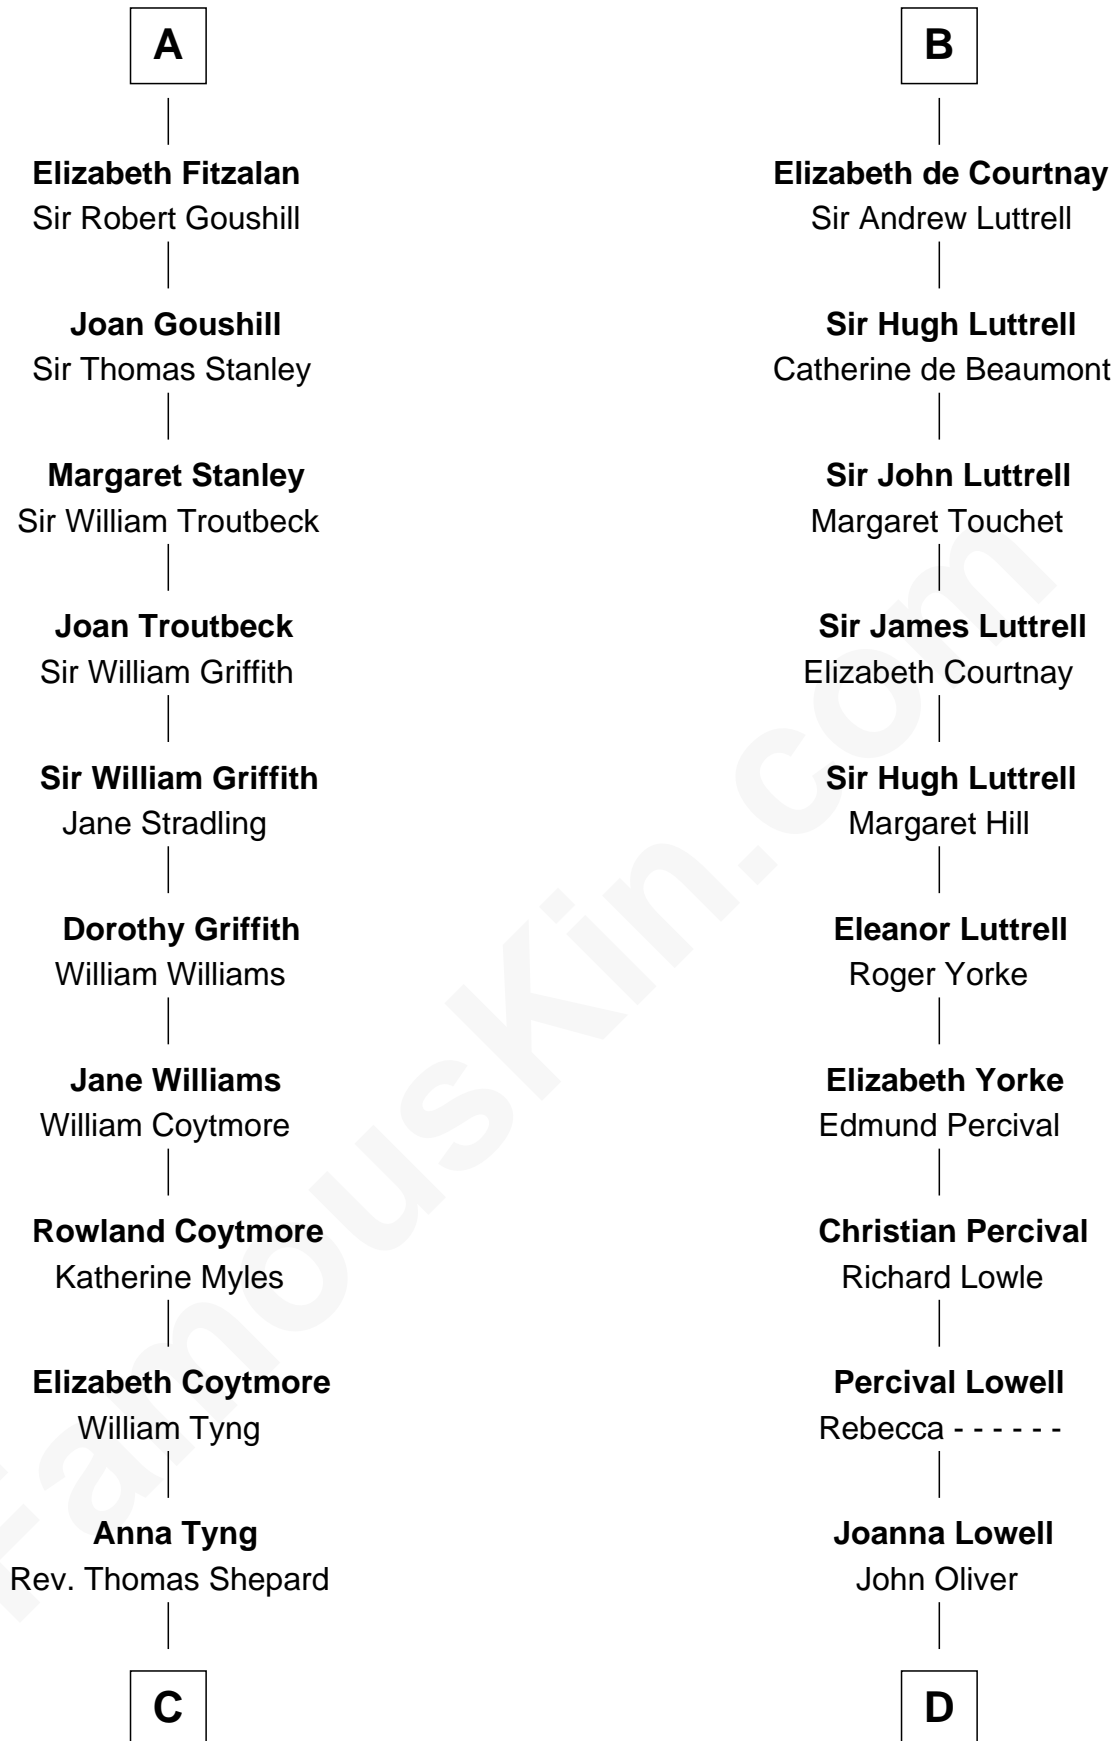 A
Elizabeth Fitzalan
Sir Robert Goushill
Joan Goushill
Sir Thomas Stanley
Margaret Stanley
Sir William Troutbeck
Joan Troutbeck
Sir William Griffith
Sir William Griffith
Jane Stradling
Dorothy Griffith
William Williams
Jane Williams
William Coytmore
Rowland Coytmore
Katherine Myles
Elizabeth Coytmore
William Tyng
Anna Tyng
Rev. Thomas Shepard
C
B
Elizabeth de Courtnay
Sir Andrew Luttrell
Sir Hugh Luttrell
Catherine de Beaumont
Sir John Luttrell
Margaret Touchet
Sir James Luttrell
Elizabeth Courtnay
Sir Hugh Luttrell
Margaret Hill
Eleanor Luttrell
Roger Yorke
Elizabeth Yorke
Edmund Percival
Christian Percival
Richard Lowle
Percival Lowell
Rebecca - - - - - -
Joanna Lowell
John Oliver
D
FamousKin.com